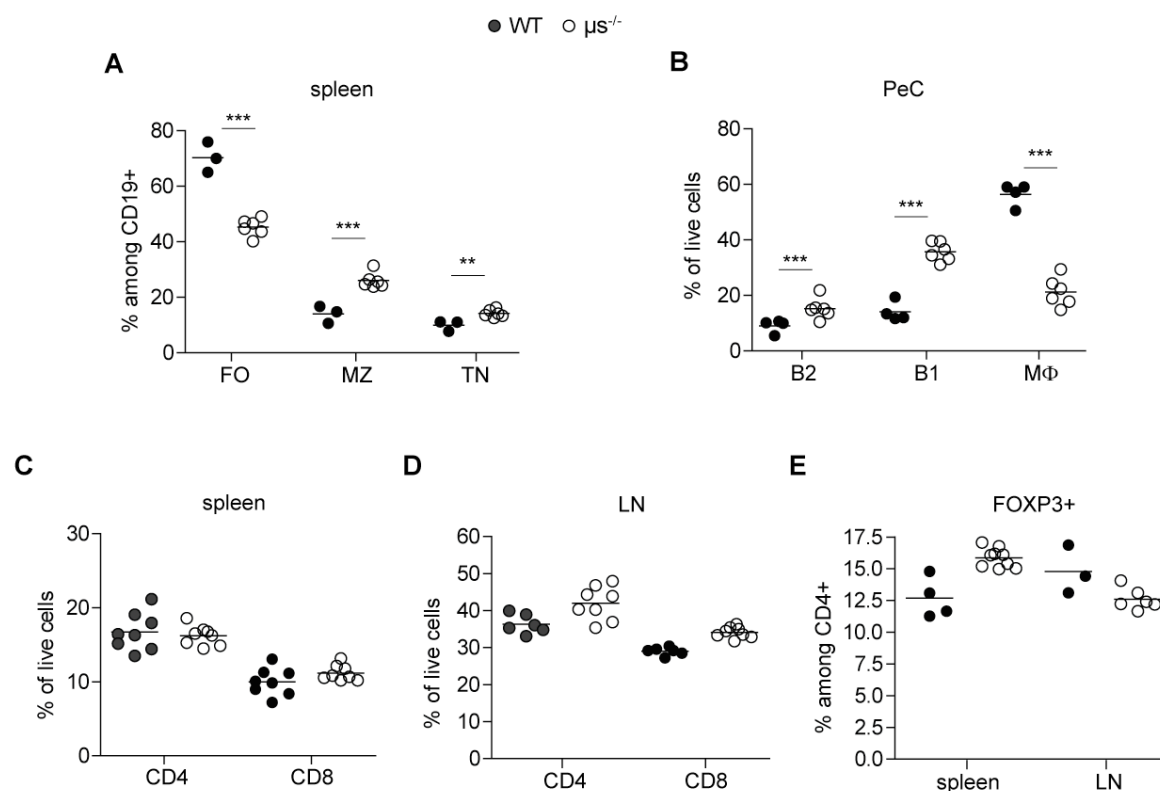 WT µs-/-
A
spleen
% among CD19+
80
60
40
20
0
***
***
**
FO MZ TN
B
PeC
% of live cells
80
60
40
20
0
***
***
***
B2 B1 MΦ
C
spleen
% of live cells
30
20
10
0
CD4 CD8
D
LN
% of live cells
60
50
40
30
20
10
0
CD4 CD8
E
FOXP3+
% among CD4+
17.5
15.0
12.5
10.0
7.5
5.0
2.5
0.0
spleen LN